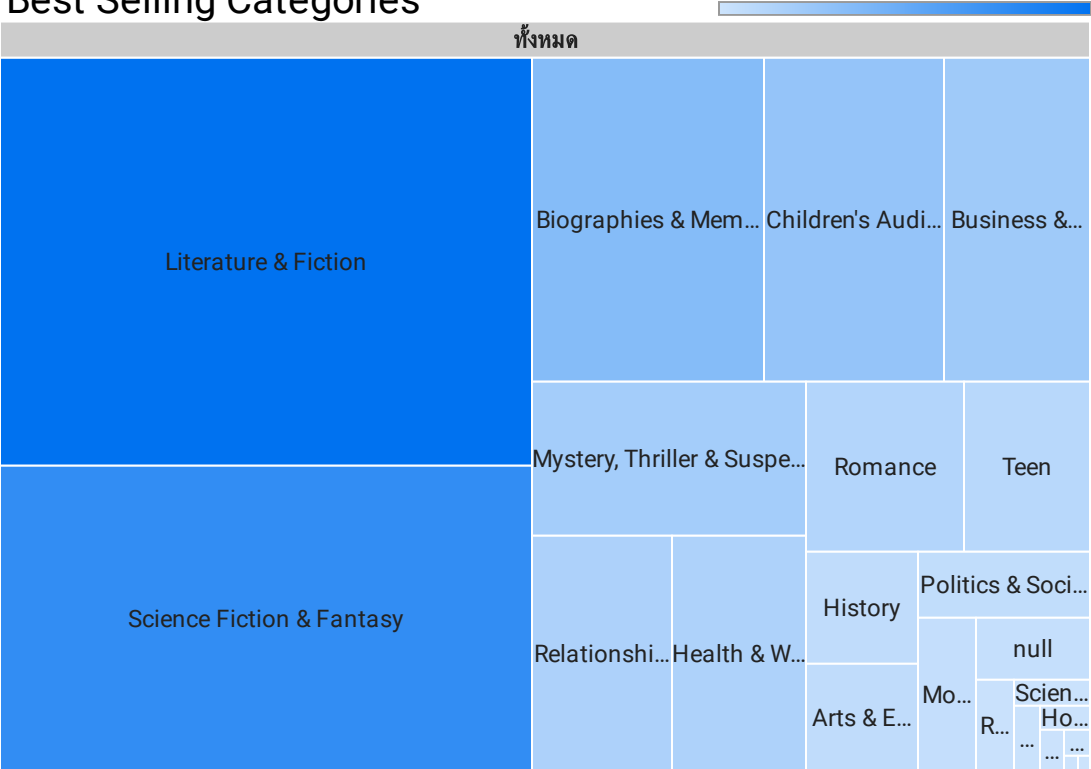 Best Selling Categories
ทั้งหมด
Literature & Fiction
Biographies & Mem...
Children's Audi...
Business &...
Mystery, Thriller & Suspe...
Romance
Teen
Science Fiction & Fantasy
Relationshi...
Health & W...
History
Politics & Soci...
null
Arts & E...
Mo...
R...
Scien...
Ho...
...
...
...